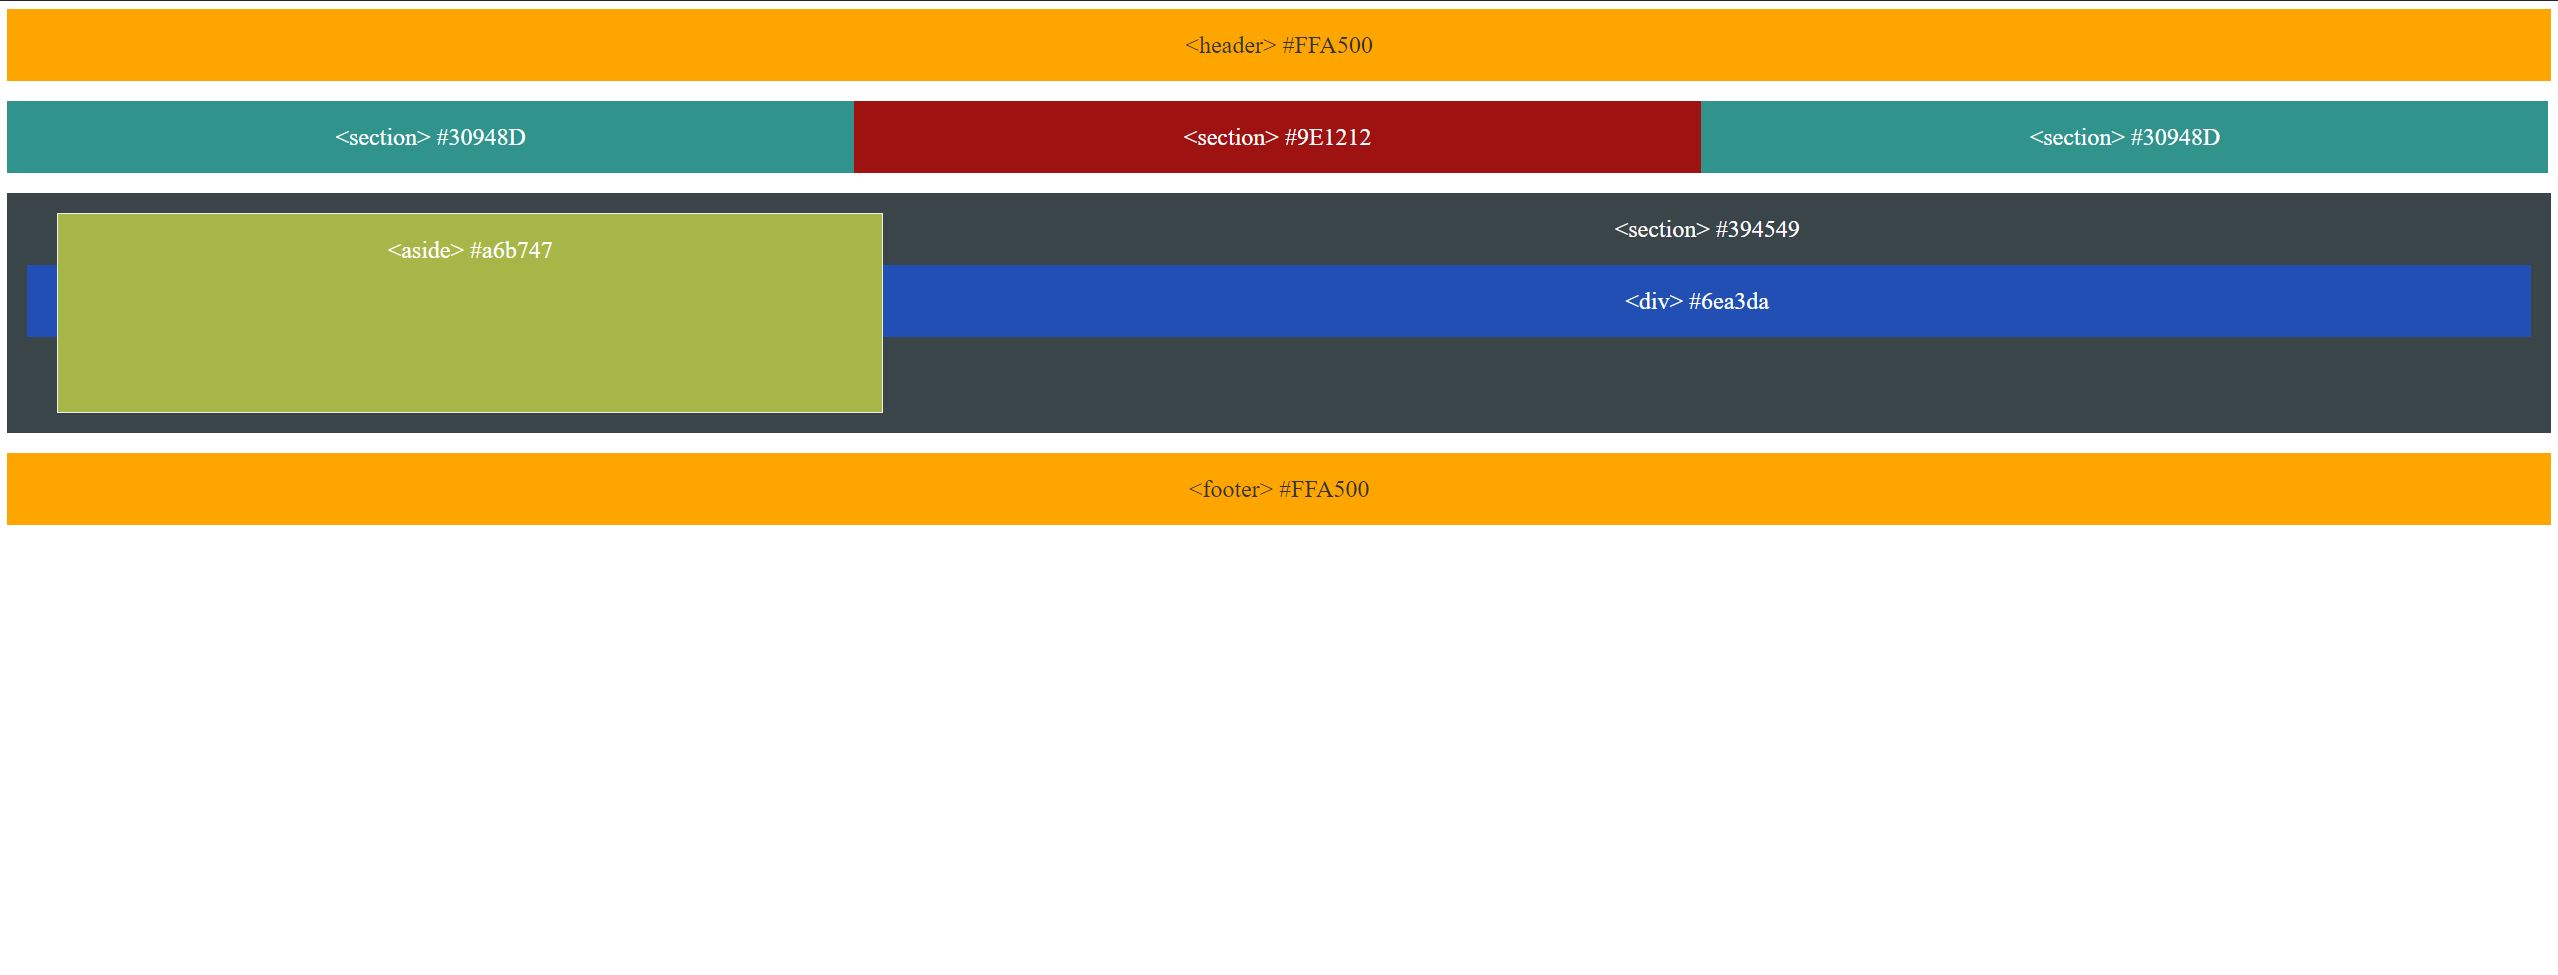 <header> #FFA500
<section> #30948D
<section> #9E1212
<section> #30948D
<aside> #a6b747
<section> #394549
<div> #6ea3da
<footer> #FFA500